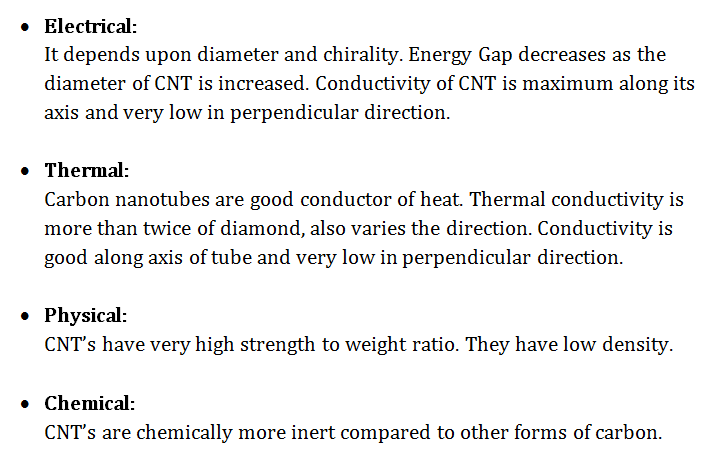 • Electrical:
It depends upon diameter and chirality. Energy Gap decreases as the
diameter of CNT is increased. Conductivity of CNT is maximum along its
axis and very low in perpendicular direction.
• Thermal:
Carbon nanotubes are good conductor of heat. Thermal conductivity is
more than twice of diamond, also varies the direction. Conductivity is
good along axis of tube and very low in perpendicular direction.
• Physical:
CNT’s have very high strength to weight ratio. They have low density.
• Chemical:
CNT’s are chemically more inert compared to other forms of carbon.